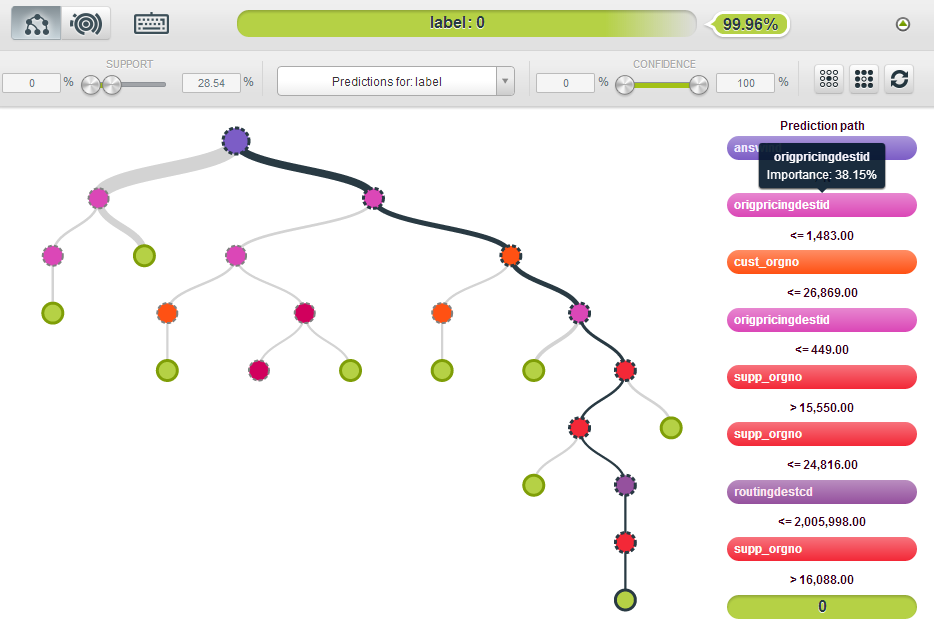 label: 0
99.96%
SUPPORT
0 %
28.54 %
Predictions for: label
CONFIDENCE
0 %
100 %
Prediction path
origpricingdestid
Importance: 38.15%
origpricingdestid
<= 1,483.00
cust_orgno
<= 26,869.00
origpricingdestid
<= 449.00
supp_orgno
> 15,550.00
supp_orgno
<= 24,816.00
routingdestcd
<= 2,005,998.00
supp_orgno
> 16,088.00
0